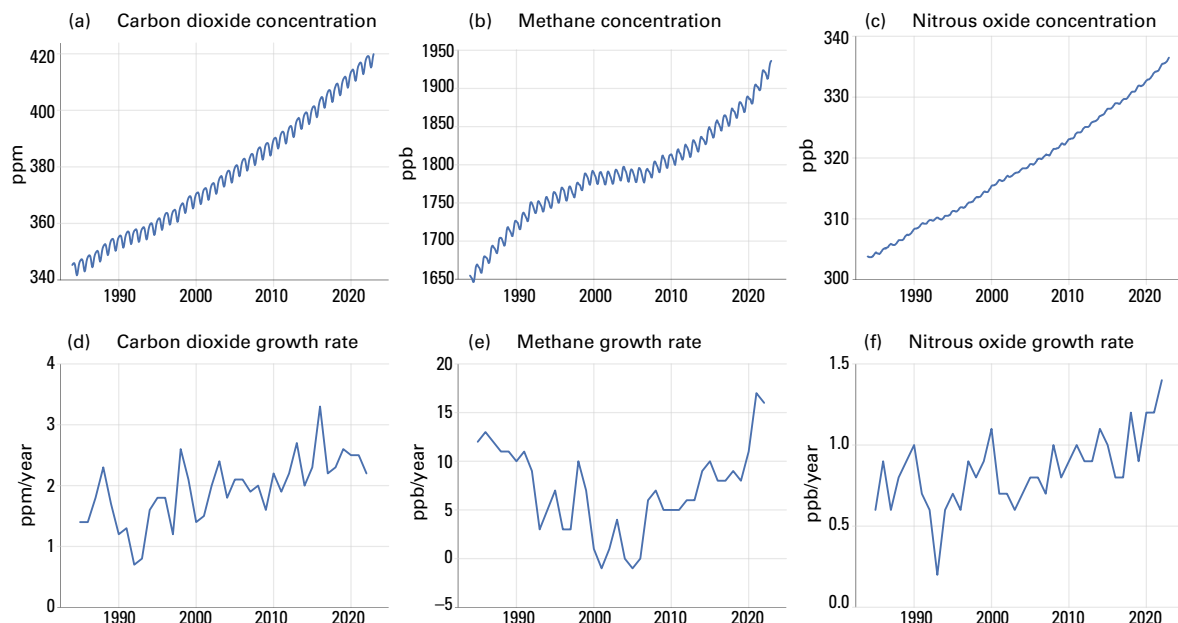 (a) Carbon dioxide concentration
420
400
380
360
340
ppm
1990 2000 2010 2020
(b) Methane concentration
1950
1900
1850
1800
1750
1700
1650
ppb
1990 2000 2010 2020
(c) Nitrous oxide concentration
340
330
320
310
300
ppb
1990 2000 2010 2020
(d) Carbon dioxide growth rate
4
3
2
1
0
ppm/year
1990 2000 2010 2020
(e) Methane growth rate
20
15
10
5
0
−5
ppb/year
1990 2000 2010 2020
(f) Nitrous oxide growth rate
1.5
1.0
0.5
0.0
ppb/year
1990 2000 2010 2020